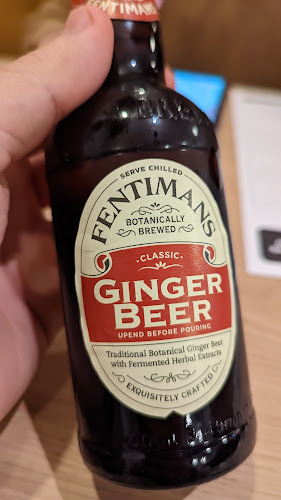 FENTIMANS
SERVE CHILLED
FENTIMANS
BOTANICALLY
BREWED
· CLASSIC ·
GINGER
BEER
UPEND BEFORE POURING
Traditional Botanical Ginger Beer
with Fermented Herbal Extracts
EXQUISITELY CRAFTED